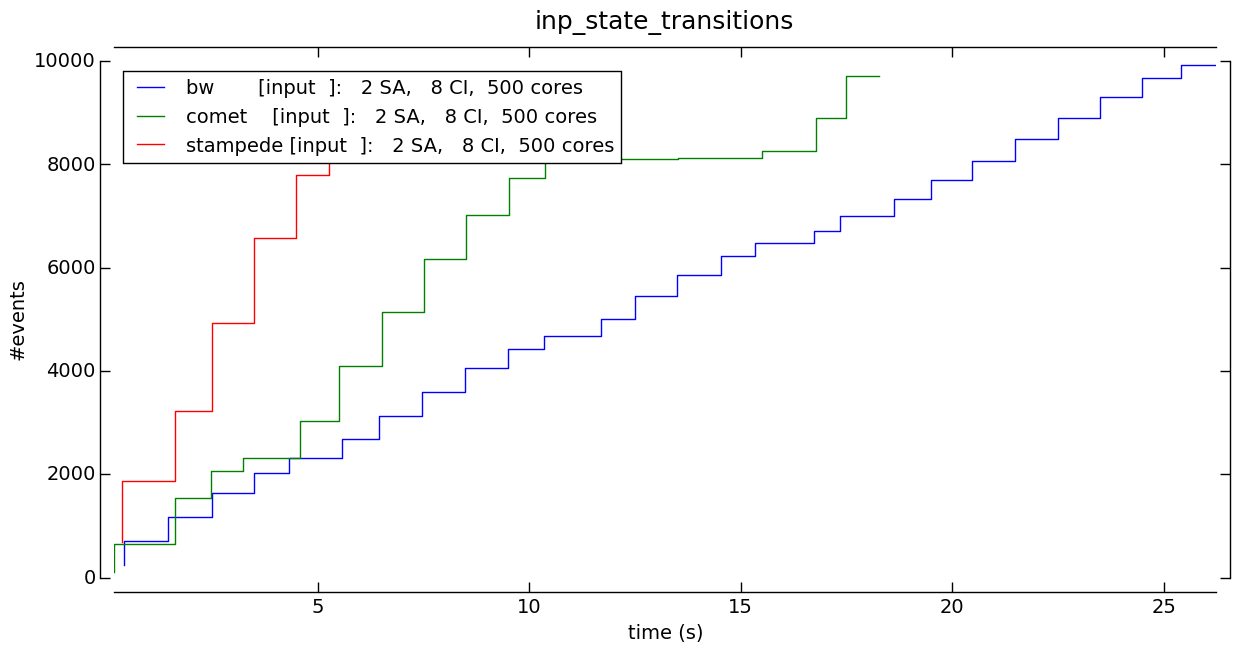 inp_state_transitions
10000
8000
6000
4000
2000
0
#events
bw       [input  ]:   2 SA,   8 CI,  500 cores
comet    [input  ]:   2 SA,   8 CI,  500 cores
stampede [input  ]:   2 SA,   8 CI,  500 cores
5 10 15 20 25
time (s)